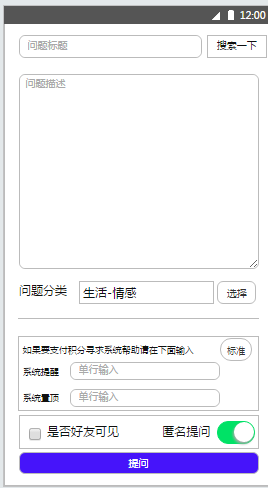 12:00
问题标题 搜索一下
问题描述
问题分类 生活-情感 选择
如果要支付积分寻求系统帮助请在下面输入 标准
系统提醒 单行输入
系统置顶 单行输入
是否好友可见 匿名提问
提问